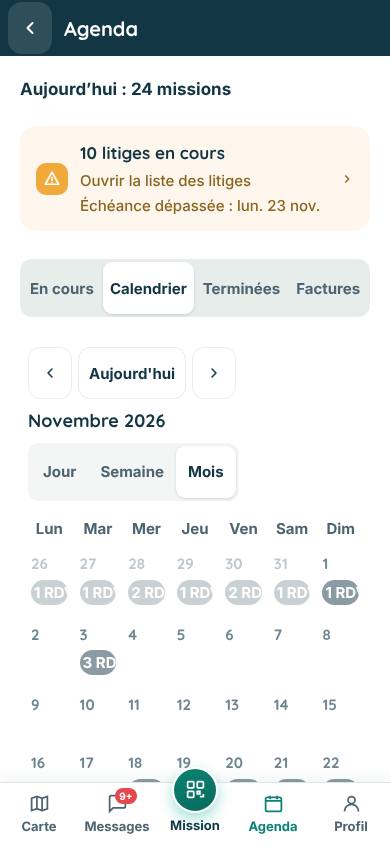 Agenda
Aujourd’hui : 24 missions
10 litiges en cours
Ouvrir la liste des litiges
Échéance dépassée : lun. 23 nov.
En cours Calendrier Terminées Factures
Aujourd'hui
Novembre 2026
Jour Semaine Mois
Lun Mar Mer Jeu Ven Sam Dim
26 27 28 29 30 31 1
1 RD 1 RD 2 RD 1 RD 2 RD 1 RD 1 RD
2 3 4 5 6 7 8
3 RD
9 10 11 12 13 14 15
16 17 18 19 20 21 22
9+
Carte Messages Mission Agenda Profil